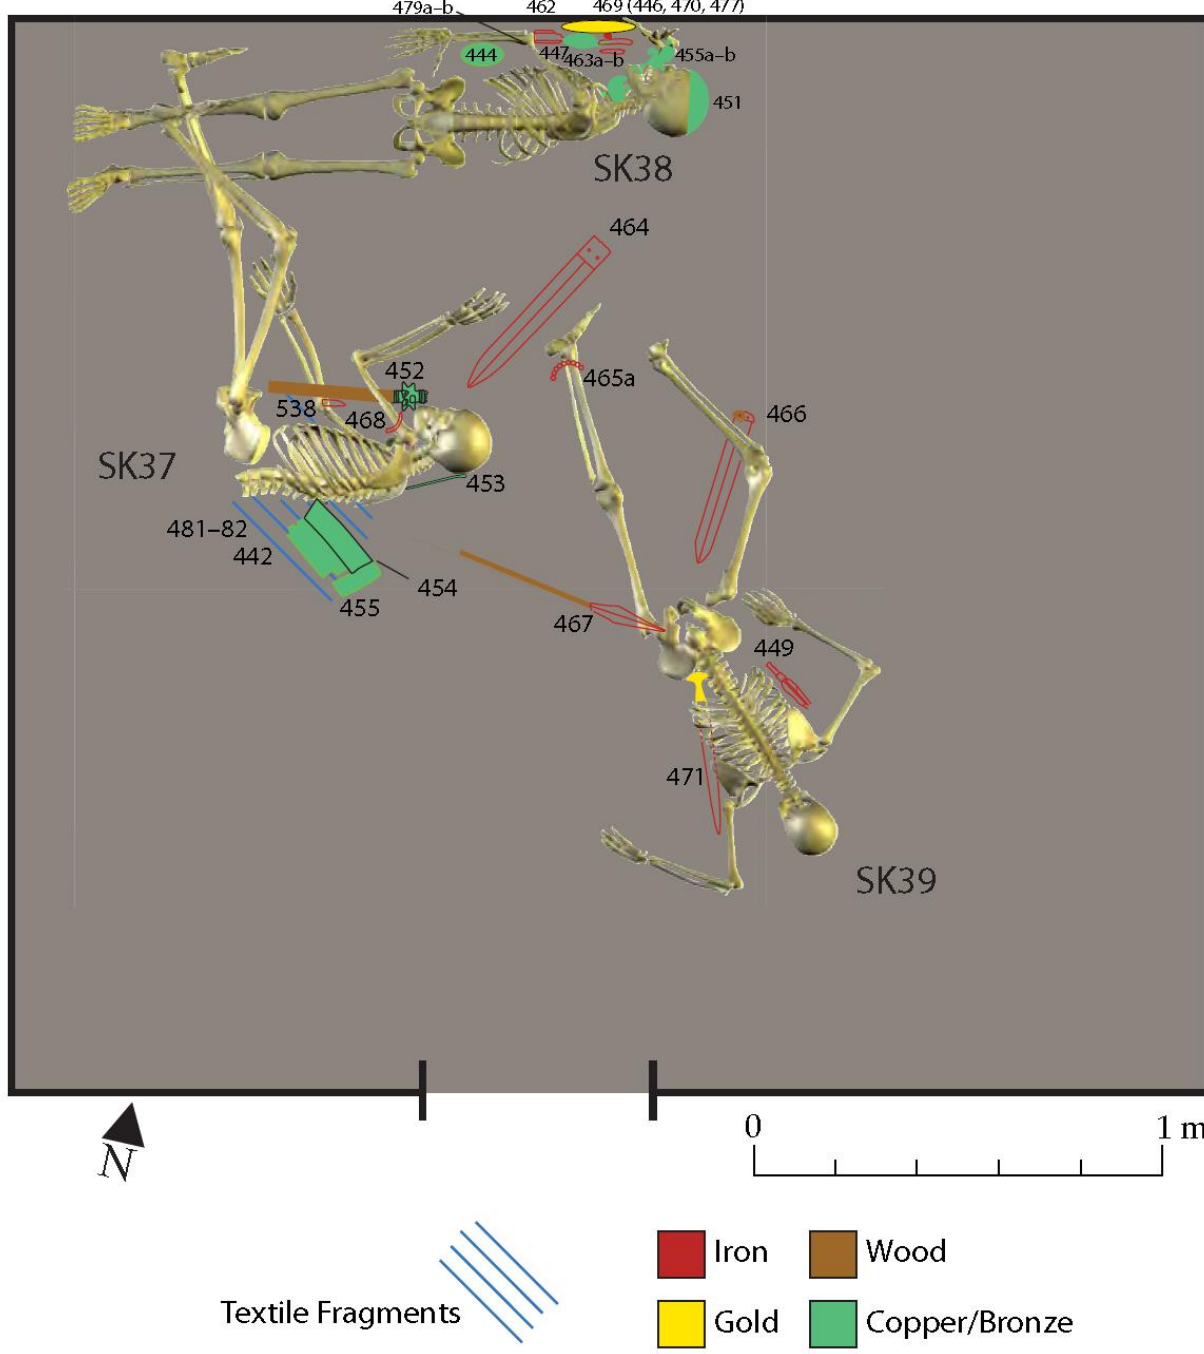 479a–b 462 469 (446, 470, 477)
444 447 463a–b 455a–b
451
SK38
464
452 465a
538 468 466
SK37
453
481–82
442
454
455
467 449
471
SK39
N
0 1 m
Iron Wood
Textile Fragments
Gold Copper/Bronze